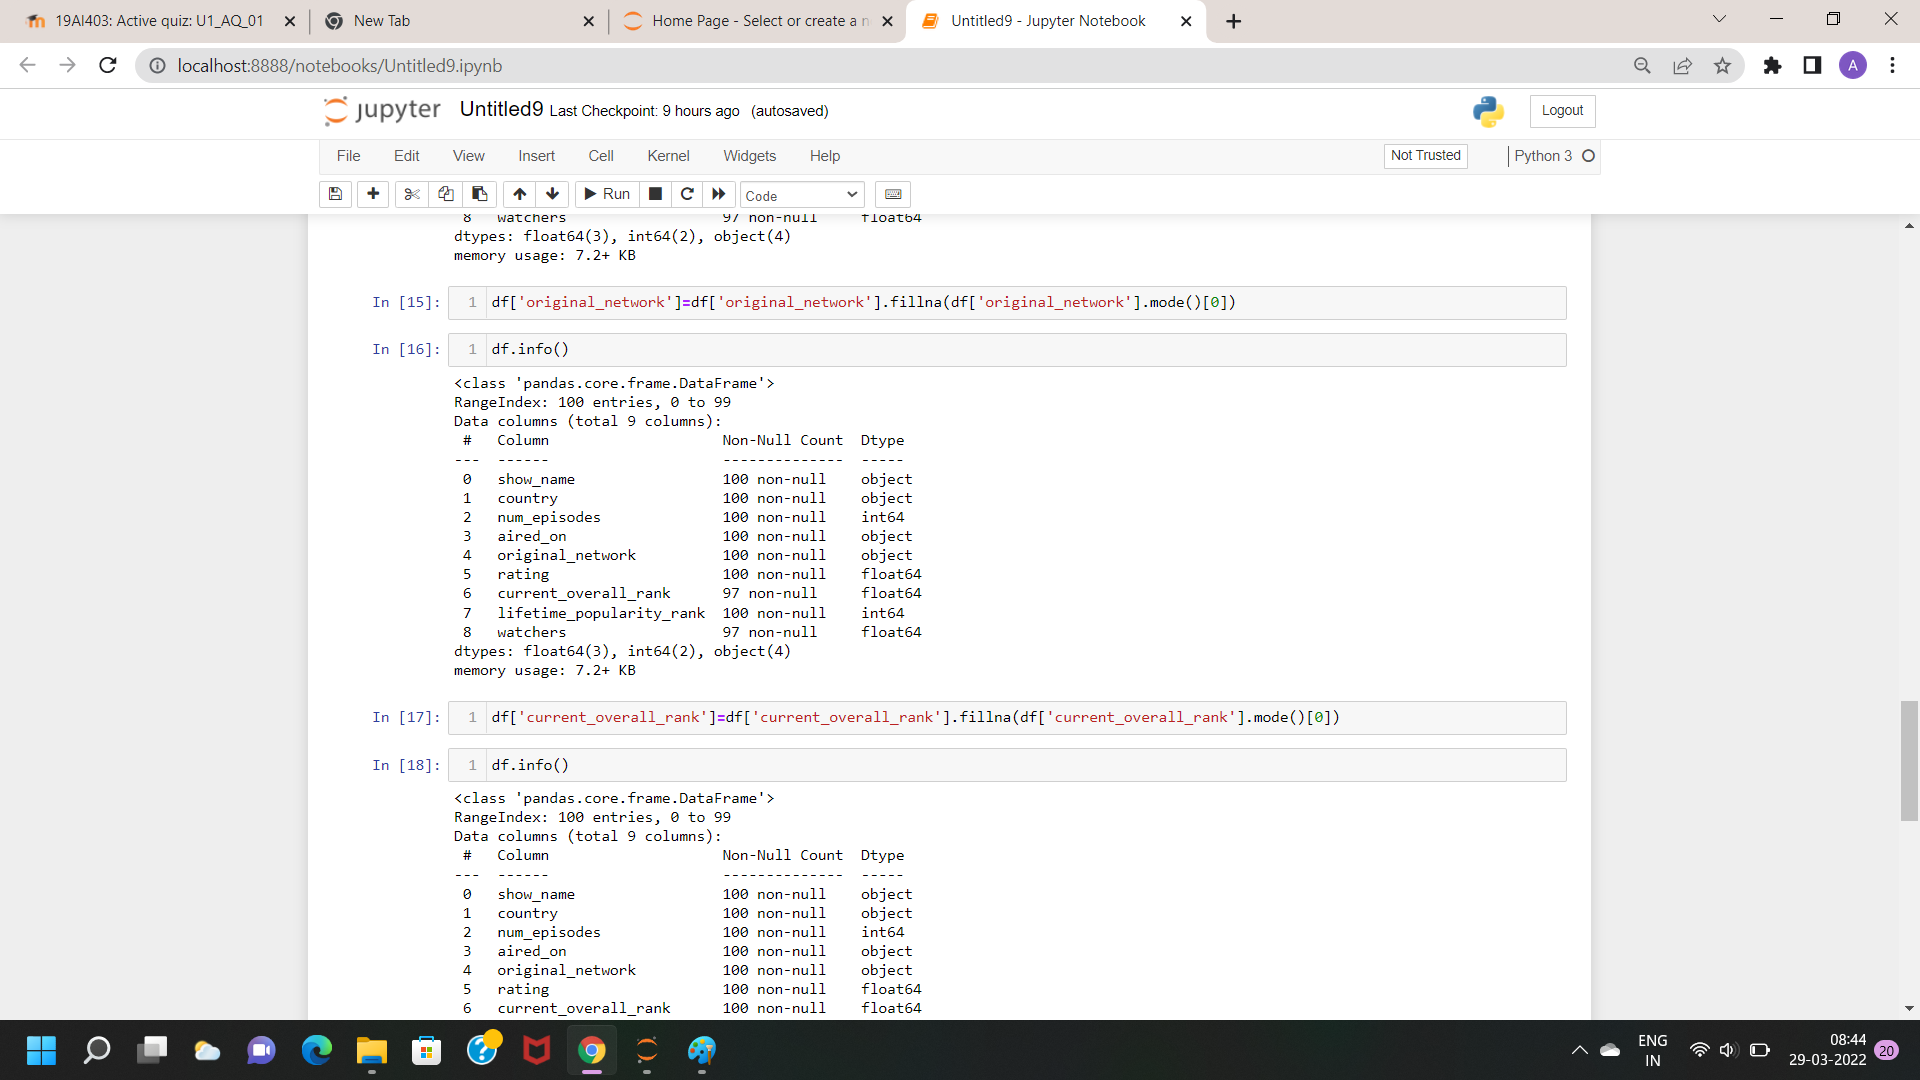 19AI403: Active quiz: U1_AQ_01
New Tab
Home Page - Select or create a n
Untitled9 - Jupyter Notebook
localhost:8888/notebooks/Untitled9.ipynb
A
jupyter Untitled9 Last Checkpoint: 9 hours ago (autosaved)
Logout
File Edit View Insert Cell Kernel Widgets Help
Not Trusted
Python 3
Run
Code
8 watchers 97 non-null float64
dtypes: float64(3), int64(2), object(4)
memory usage: 7.2+ KB
In [15]: 1 df['original_network']=df['original_network'].fillna(df['original_network'].mode()[0])
In [16]: 1 df.info()
<class 'pandas.core.frame.DataFrame'>
RangeIndex: 100 entries, 0 to 99
Data columns (total 9 columns):
# Column Non-Null Count Dtype
--- ------ -------------- -----
0 show_name 100 non-null object
1 country 100 non-null object
2 num_episodes 100 non-null int64
3 aired_on 100 non-null object
4 original_network 100 non-null object
5 rating 100 non-null float64
6 current_overall_rank 97 non-null float64
7 lifetime_popularity_rank 100 non-null int64
8 watchers 97 non-null float64
dtypes: float64(3), int64(2), object(4)
memory usage: 7.2+ KB
In [17]: 1 df['current_overall_rank']=df['current_overall_rank'].fillna(df['current_overall_rank'].mode()[0])
In [18]: 1 df.info()
<class 'pandas.core.frame.DataFrame'>
RangeIndex: 100 entries, 0 to 99
Data columns (total 9 columns):
# Column Non-Null Count Dtype
--- ------ -------------- -----
0 show_name 100 non-null object
1 country 100 non-null object
2 num_episodes 100 non-null int64
3 aired_on 100 non-null object
4 original_network 100 non-null object
5 rating 100 non-null float64
6 current_overall_rank 100 non-null float64
ENG
IN
08:44
29-03-2022
20